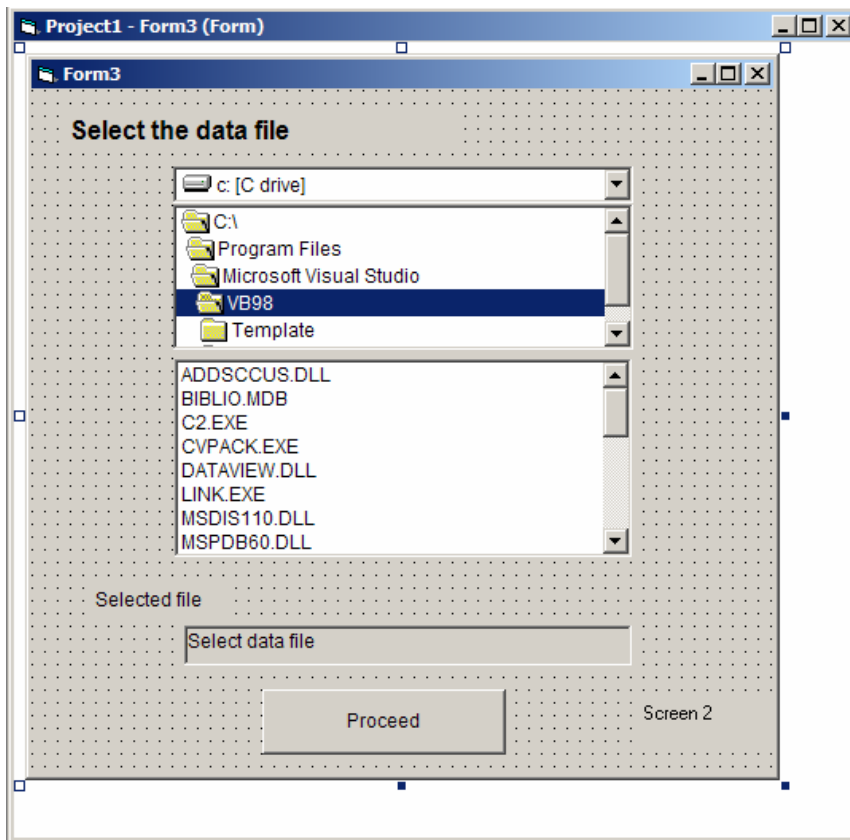 Project1 - Form3 (Form)
Form3
Select the data file
c: [C drive]
C:\
Program Files
Microsoft Visual Studio
VB98
Template
ADDSCCUS.DLL
BIBLIO.MDB
C2.EXE
CVPACK.EXE
DATAVIEW.DLL
LINK.EXE
MSDIS110.DLL
MSPDB60.DLL
Selected file
Select data file
Proceed
Screen 2